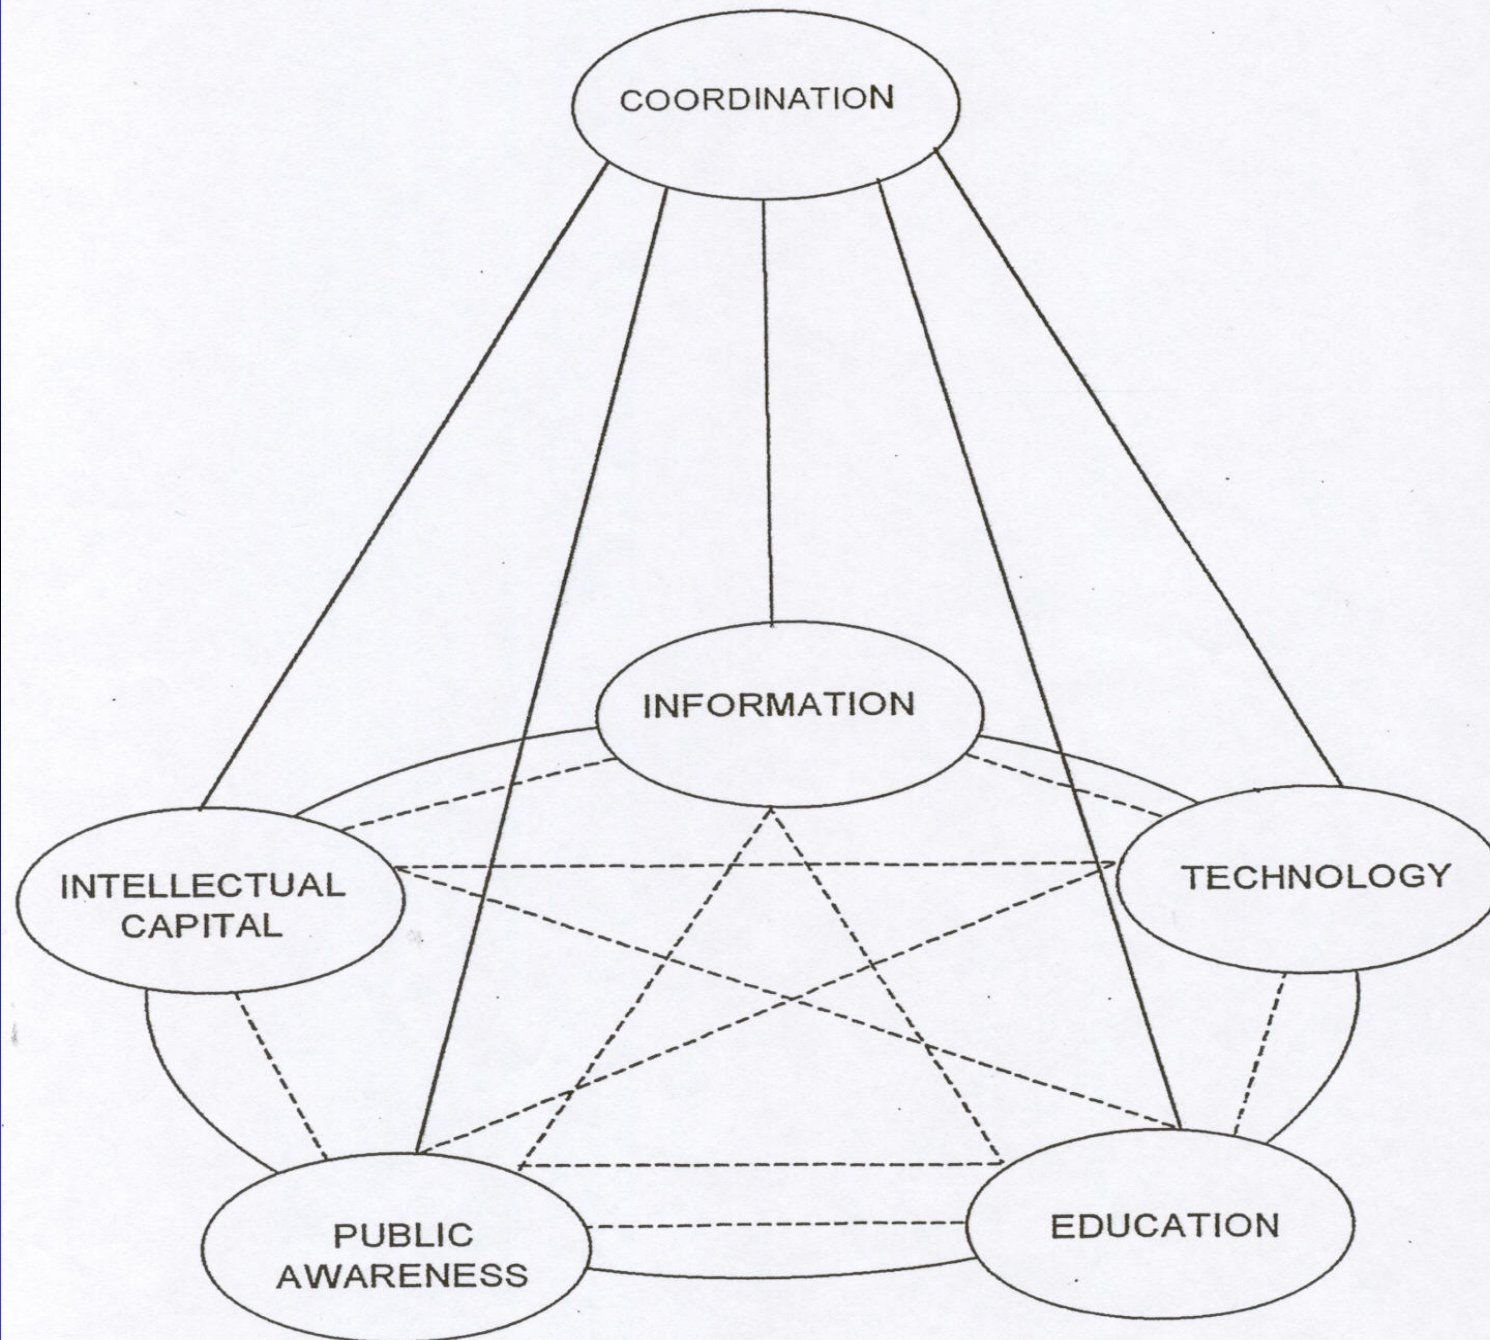 COORDINATION
INFORMATION
INTELLECTUAL
CAPITAL
TECHNOLOGY
PUBLIC
AWARENESS
EDUCATION